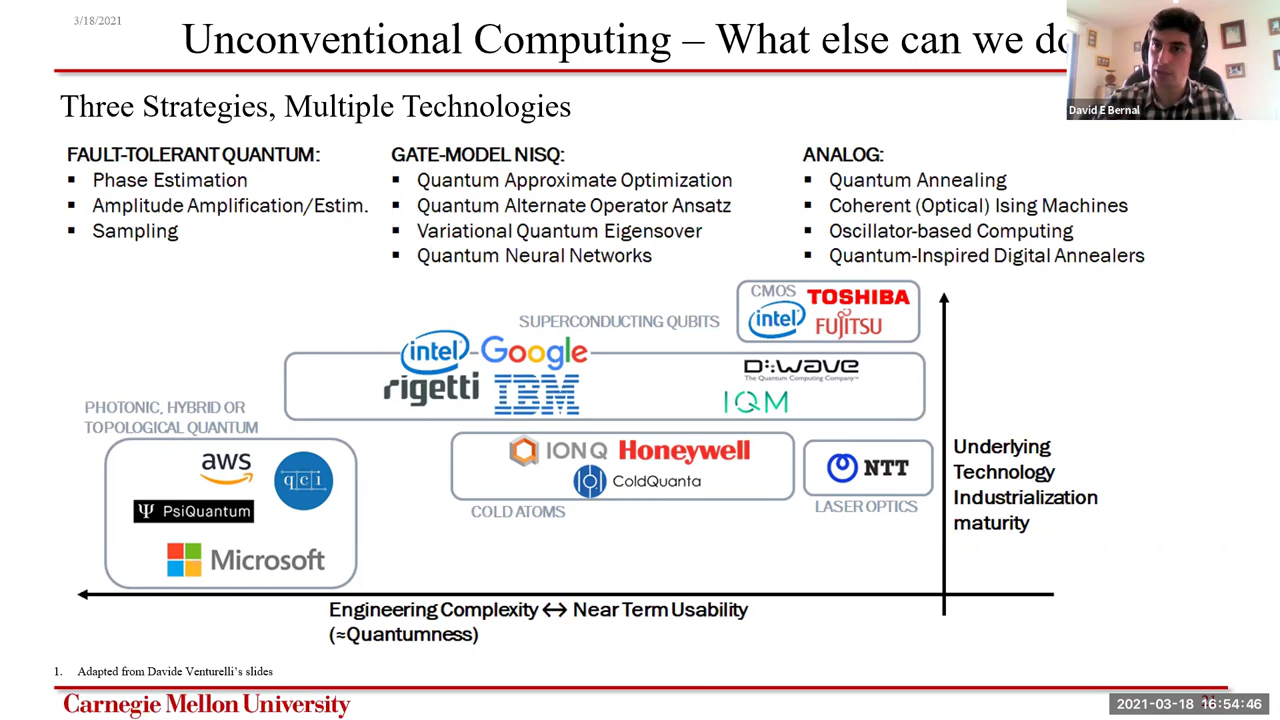 3/18/2021
Unconventional Computing – What else can we do
David E Bernal
Three Strategies, Multiple Technologies
FAULT-TOLERANT QUANTUM:
▪ Phase Estimation
▪ Amplitude Amplification/Estim.
▪ Sampling
GATE-MODEL NISQ:
▪ Quantum Approximate Optimization
▪ Quantum Alternate Operator Ansatz
▪ Variational Quantum Eigensover
▪ Quantum Neural Networks
ANALOG:
▪ Quantum Annealing
▪ Coherent (Optical) Ising Machines
▪ Oscillator-based Computing
▪ Quantum-Inspired Digital Annealers
CMOS
TOSHIBA
intel
FUJITSU
SUPERCONDUCTING QUBITS
intel
Google
rigetti
IBM
D:wave
The Quantum Computing Company™
IQM
PHOTONIC, HYBRID OR
TOPOLOGICAL QUANTUM
aws
qci
Ψ PsiQuantum
Microsoft
IONQ
Honeywell
ColdQuanta
COLD ATOMS
NTT
LASER OPTICS
Underlying
Technology
Industrialization
maturity
Engineering Complexity ↔ Near Term Usability
(≈Quantumness)
1. Adapted from Davide Venturelli's slides
Carnegie Mellon University
2021-03-18 16:54:46